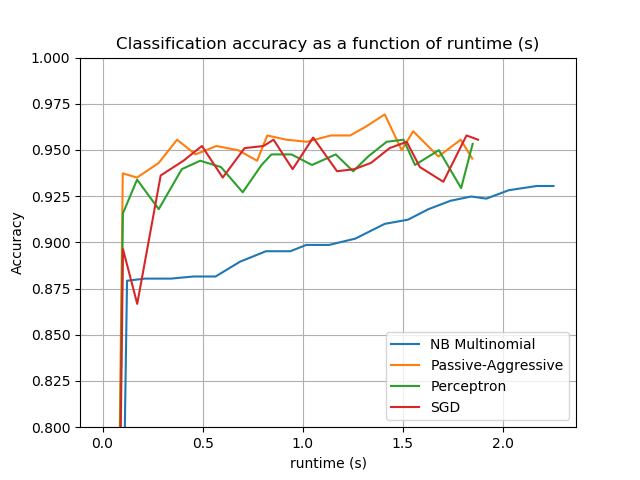 Classification accuracy as a function of runtime (s)
1.000
0.975
0.950
0.925
0.900
0.875
0.850
0.825
0.800
Accuracy
NB Multinomial
Passive-Aggressive
Perceptron
SGD
0.0 0.5 1.0 1.5 2.0
runtime (s)